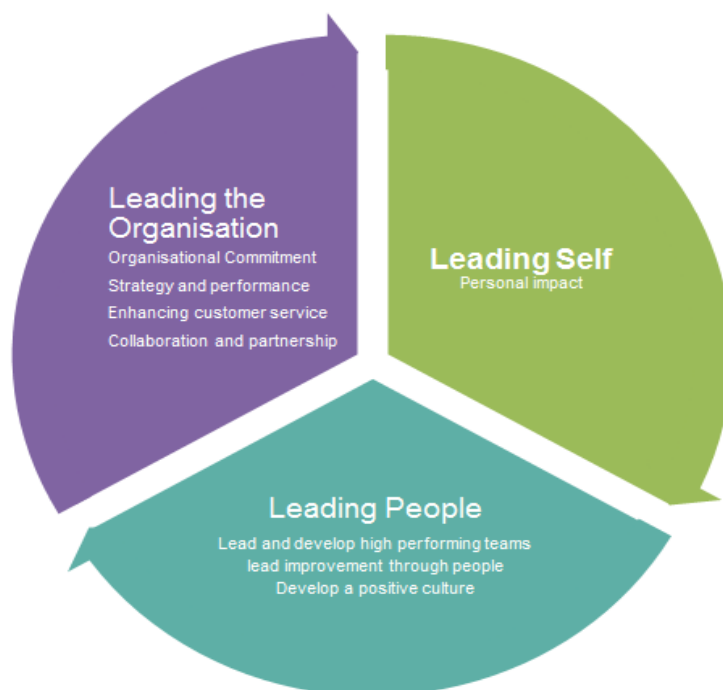 Leading the
Organisation
Organisational Commitment
Strategy and performance
Enhancing customer service
Collaboration and partnership
Leading Self
Personal impact
Leading People
Lead and develop high performing teams
lead improvement through people
Develop a positive culture